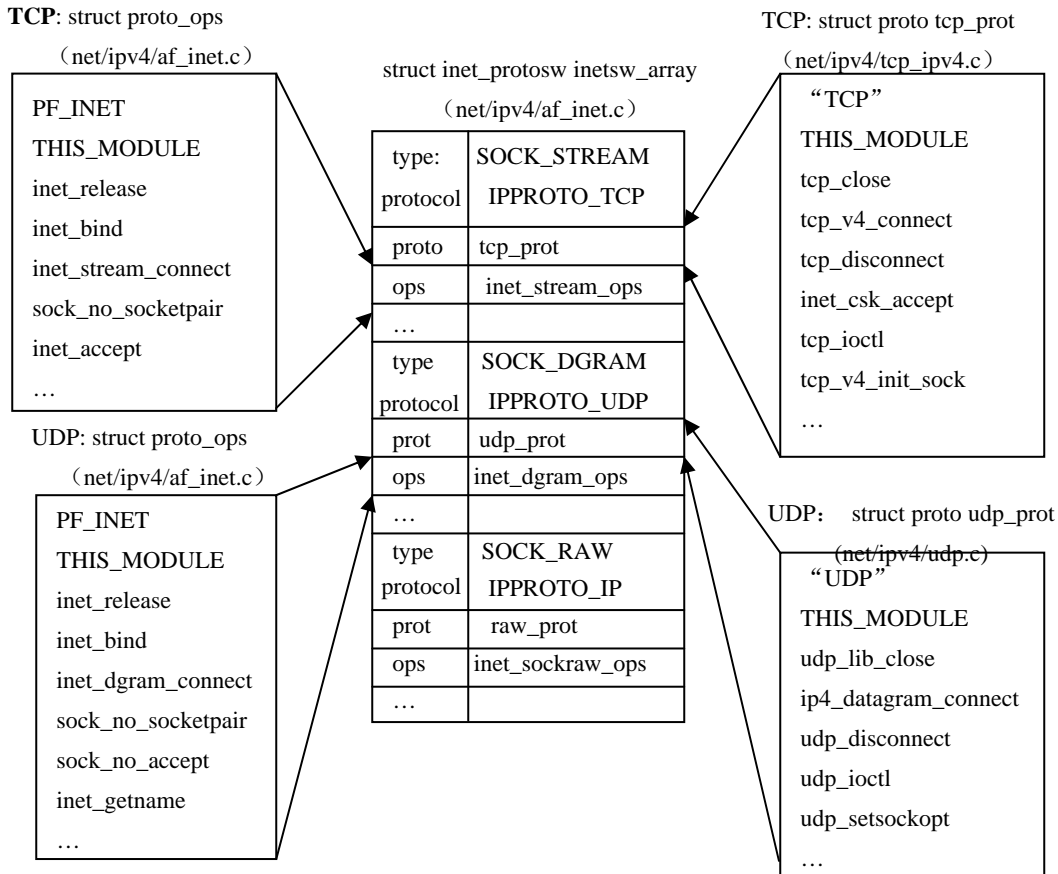 TCP: struct proto_ops
（net/ipv4/af_inet.c）
PF_INET
THIS_MODULE
inet_release
inet_bind
inet_stream_connect
sock_no_socketpair
inet_accept
…
UDP: struct proto_ops
（net/ipv4/af_inet.c）
PF_INET
THIS_MODULE
inet_release
inet_bind
inet_dgram_connect
sock_no_socketpair
sock_no_accept
inet_getname
…
struct inet_protosw inetsw_array
（net/ipv4/af_inet.c）
type: SOCK_STREAM
protocol IPPROTO_TCP
proto tcp_prot
ops inet_stream_ops
…
type SOCK_DGRAM
protocol IPPROTO_UDP
prot udp_prot
ops inet_dgram_ops
…
type SOCK_RAW
protocol IPPROTO_IP
prot raw_prot
ops inet_sockraw_ops
…
TCP: struct proto tcp_prot
（net/ipv4/tcp_ipv4.c）
“TCP”
THIS_MODULE
tcp_close
tcp_v4_connect
tcp_disconnect
inet_csk_accept
tcp_ioctl
tcp_v4_init_sock
…
UDP： struct proto udp_prot
(net/ipv4/udp.c)
“UDP”
THIS_MODULE
udp_lib_close
ip4_datagram_connect
udp_disconnect
udp_ioctl
udp_setsockopt
…